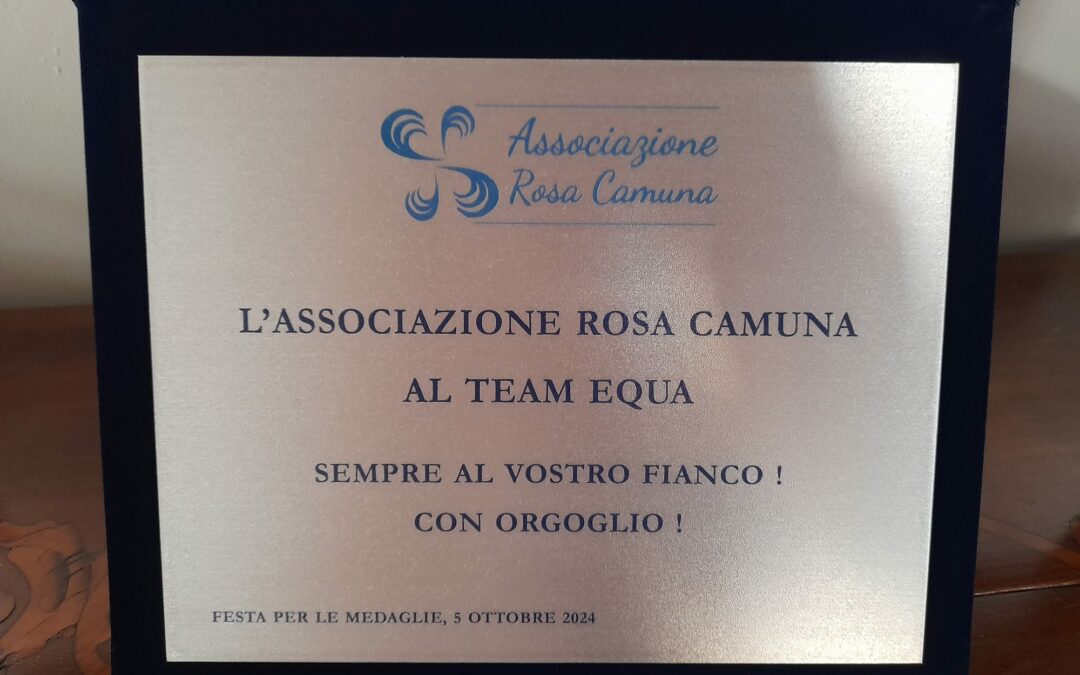 Associazione
Rosa Camuna
L’ASSOCIAZIONE ROSA CAMUNA
AL TEAM EQUA
SEMPRE AL VOSTRO FIANCO !
CON ORGOGLIO !
FESTA PER LE MEDAGLIE, 5 OTTOBRE 2024